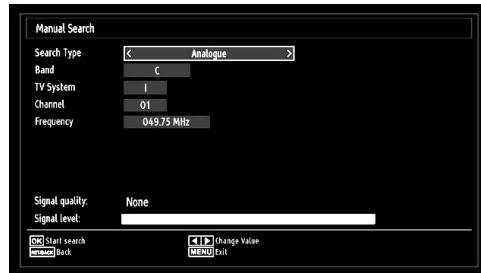 Manual Search
Search Type < Analogue >
Band C
TV System I
Channel 01
Frequency 049.75 MHz
Signal quality: None
Signal level:
OK Start search ◀ ▶ Change Value
RET/BACK Back MENU Exit